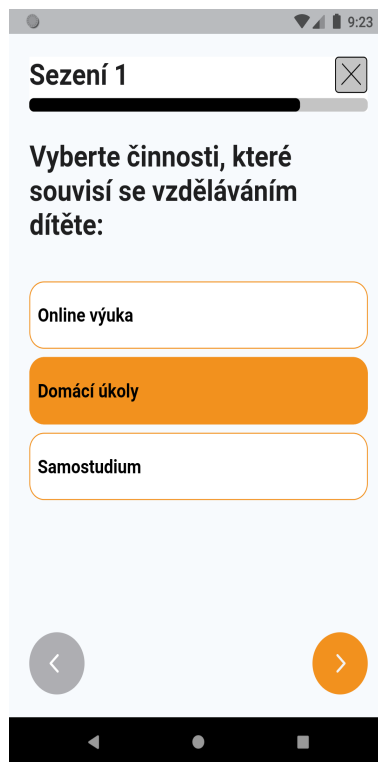 9:23
Sezení 1
Vyberte činnosti, které
souvisí se vzděláváním
dítěte:
Online výuka
Domácí úkoly
Samostudium